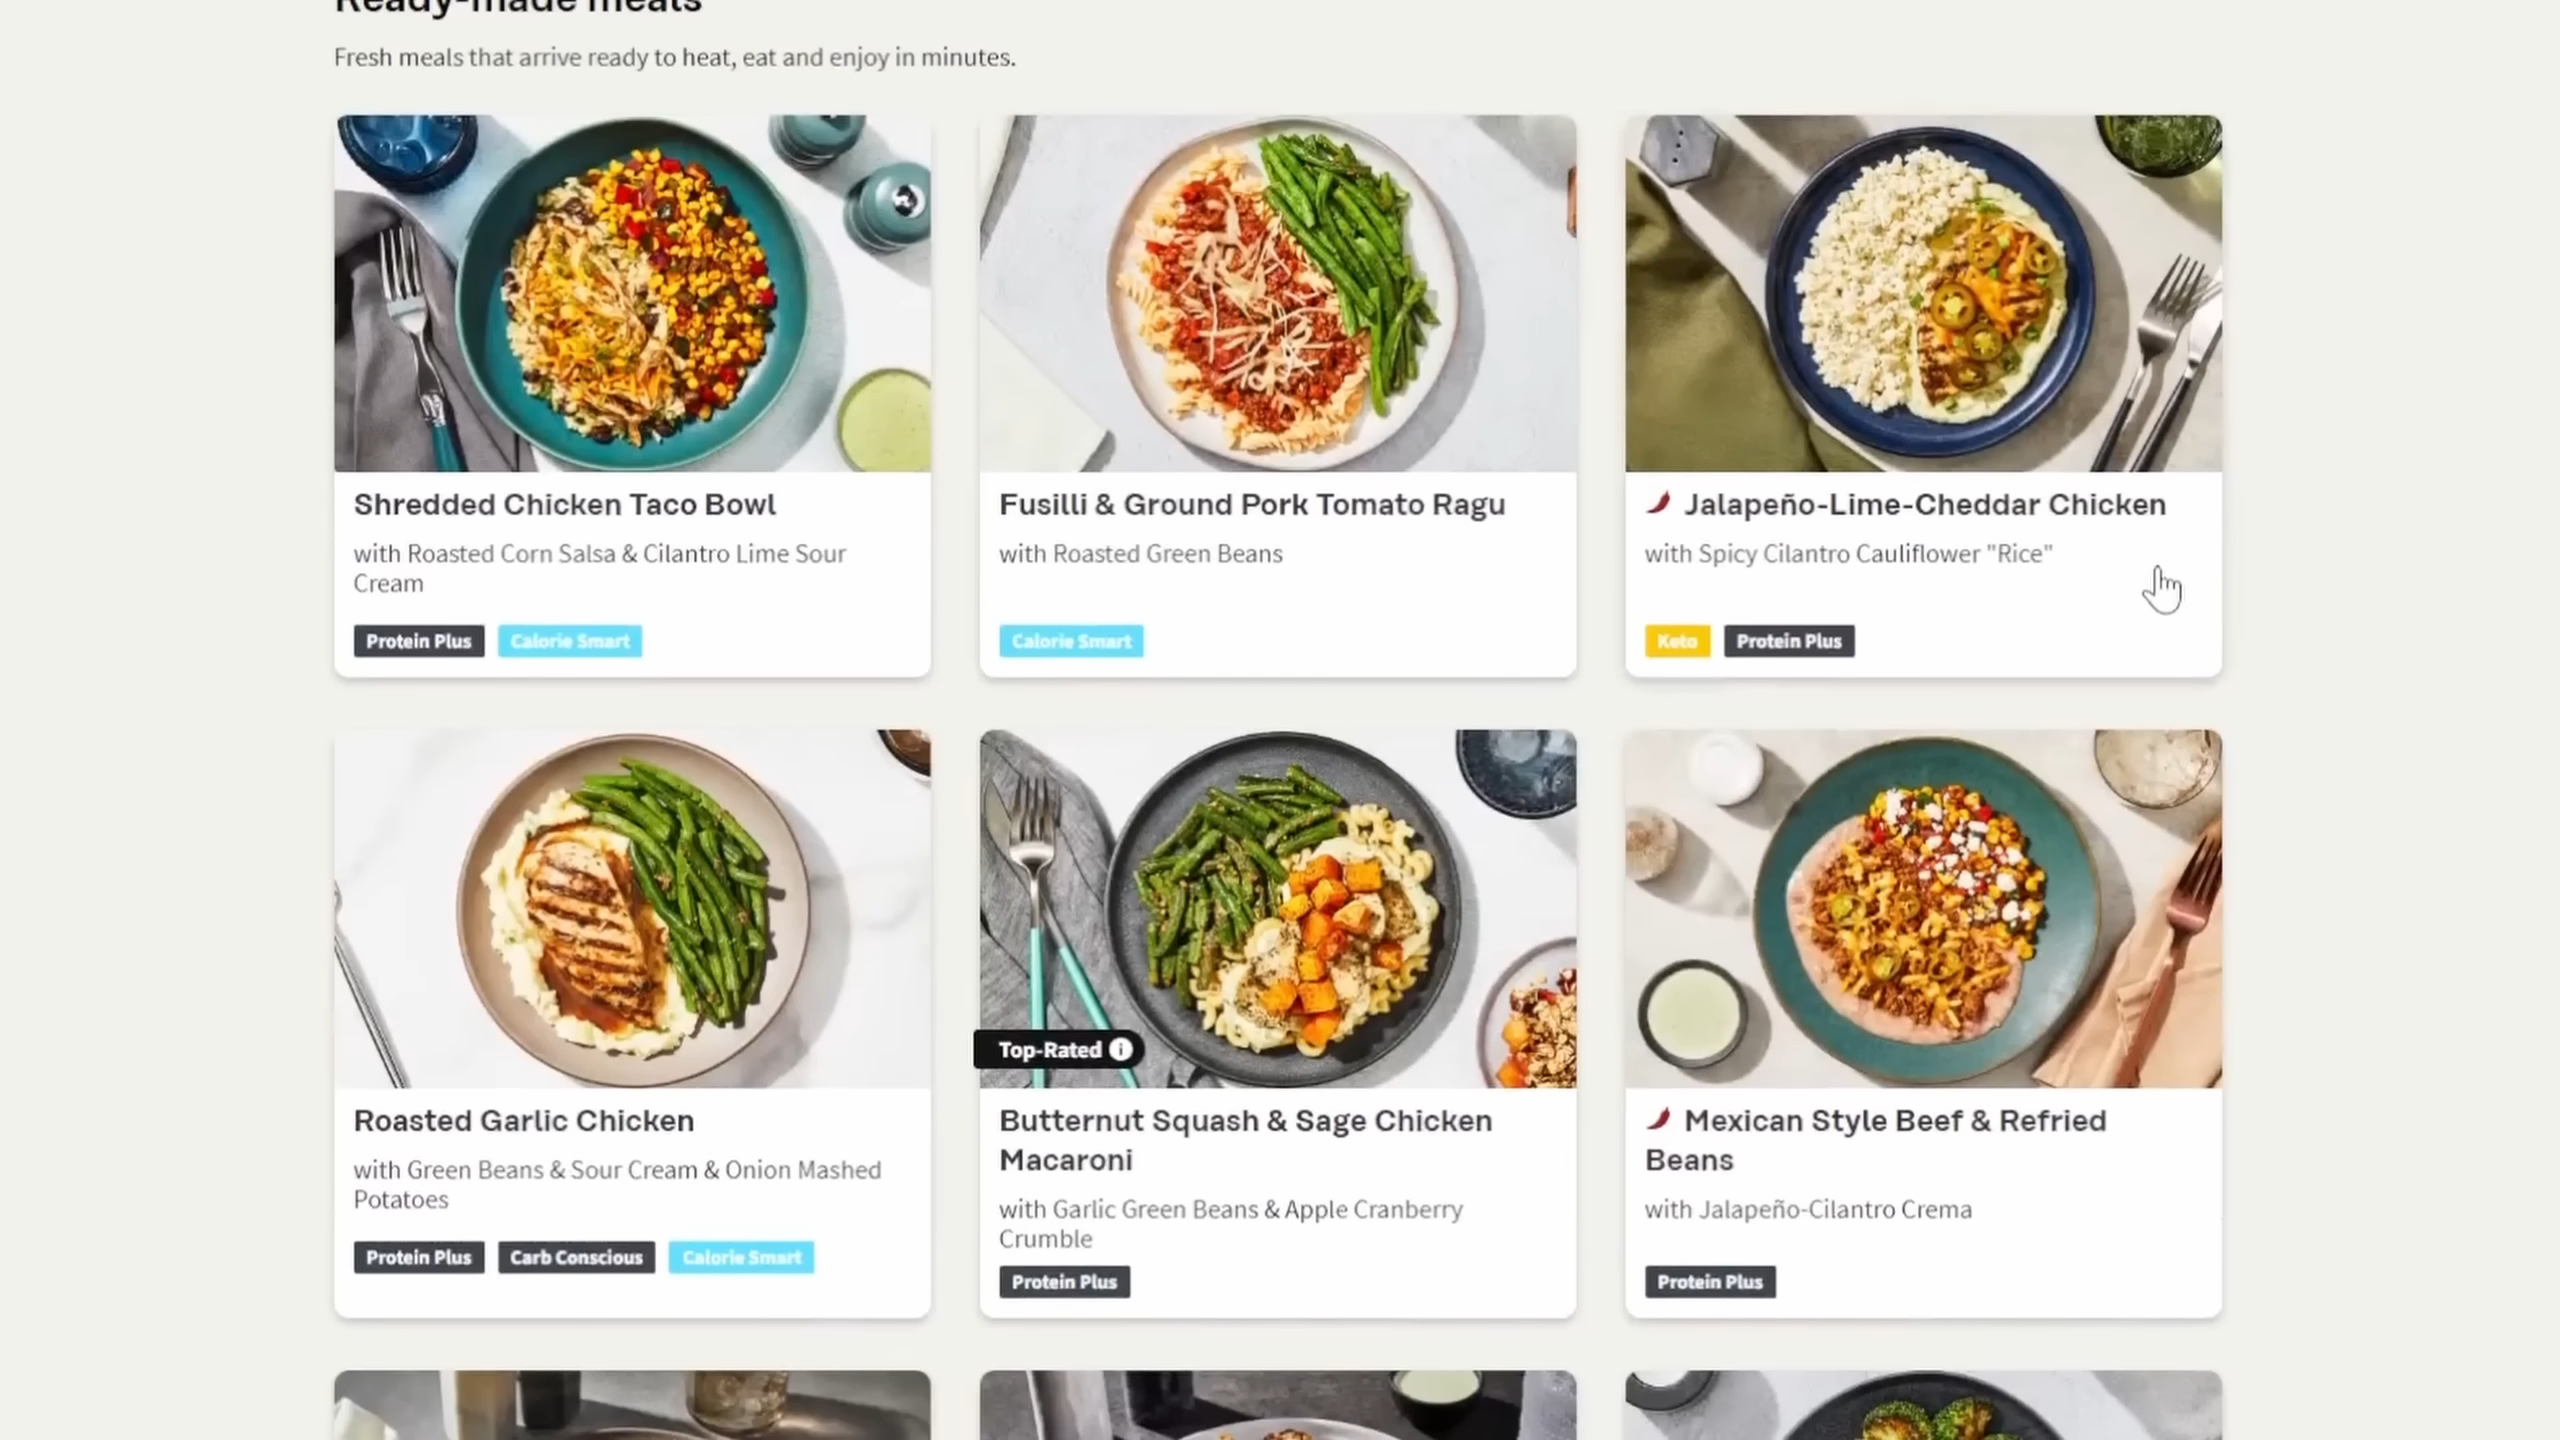 Ready-made meals
Fresh meals that arrive ready to heat, eat and enjoy in minutes.
Shredded Chicken Taco Bowl
with Roasted Corn Salsa & Cilantro Lime Sour
Cream
Protein Plus
Calorie Smart
Fusilli & Ground Pork Tomato Ragu
with Roasted Green Beans
Calorie Smart
Jalapeño-Lime-Cheddar Chicken
with Spicy Cilantro Cauliflower "Rice"
Keto
Protein Plus
Roasted Garlic Chicken
with Green Beans & Sour Cream & Onion Mashed
Potatoes
Protein Plus
Carb Conscious
Calorie Smart
Top-Rated
Butternut Squash & Sage Chicken
Macaroni
with Garlic Green Beans & Apple Cranberry
Crumble
Protein Plus
Mexican Style Beef & Refried
Beans
with Jalapeño-Cilantro Crema
Protein Plus